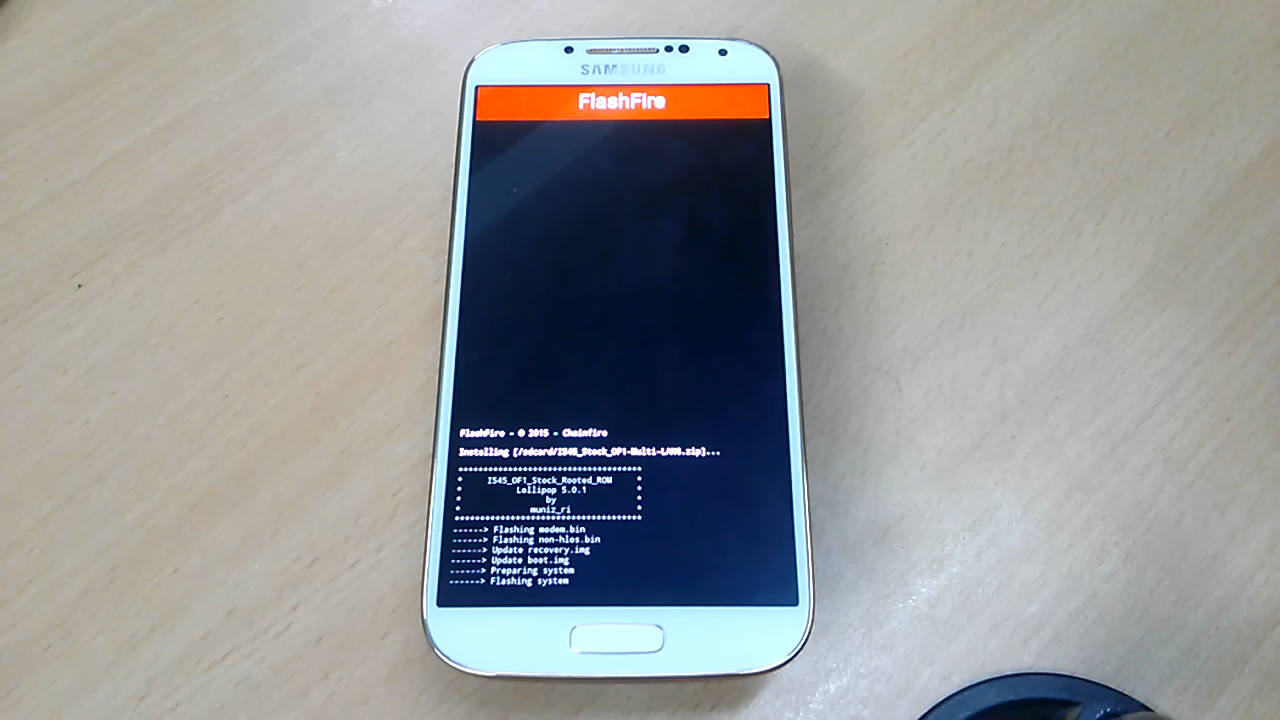 SAMSUNG
FlashFire
FlashFire - © 2015 - Chainfire
Installing [/sdcard/I545_Stock_OF1-Multi-LANG.zip]...
**************************************
* I545_OF1_Stock_Rooted_ROM *
* Lollipop 5.0.1 *
* by *
* muniz_ri *
**************************************
------> Flashing modem.bin
------> Flashing non-hlos.bin
------> Update recovery.img
------> Update boot.img
------> Preparing system
------> Flashing system